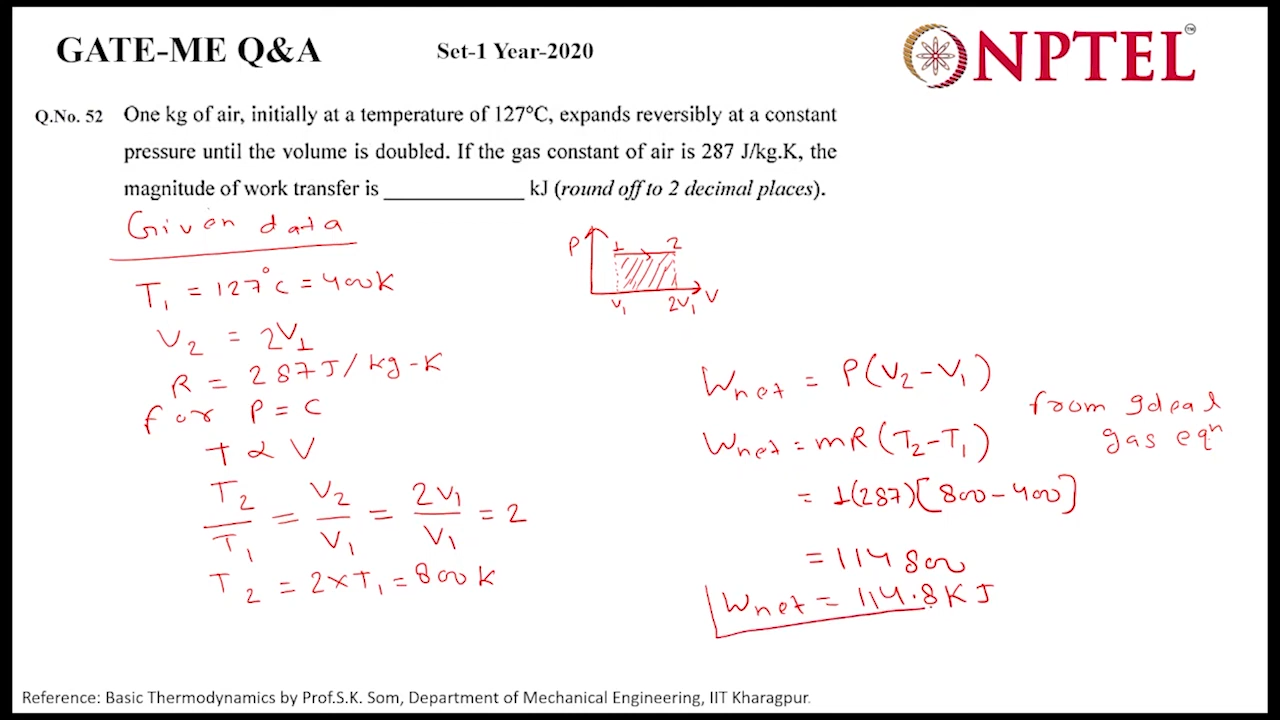 GATE-ME Q&A
Set-1 Year-2020
NPTEL
TM
Q.No. 52 One kg of air, initially at a temperature of 127°C, expands reversibly at a constant
pressure until the volume is doubled. If the gas constant of air is 287 J/kg.K, the
magnitude of work transfer is ____________ kJ (round off to 2 decimal places).
Given data
T₁ = 127°C = 400K
V₂ = 2V₁
R = 287 J/kg-K
for P = C
T ∝ V
T₂/T₁ = V₂/V₁ = 2V₁/V₁ = 2
T₂ = 2×T₁ = 800K
P 1 2
V₁ 2V₁ V
Wnet = P(V₂-V₁)
Wnet = mR(T₂-T₁)
from Ideal
gas eqⁿ
= 1(287)[800-400]
= 114800
Wnet = 114.8KJ
Reference: Basic Thermodynamics by Prof.S.K. Som, Department of Mechanical Engineering, IIT Kharagpur.